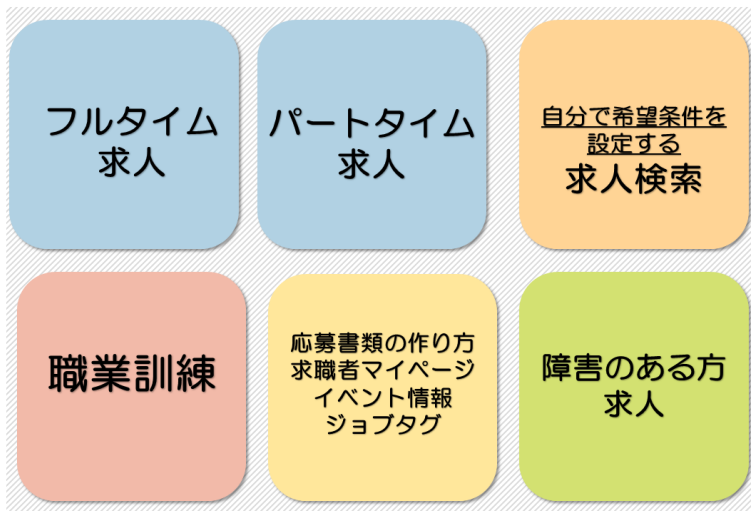 フルタイム
求人
パートタイム
求人
自分で希望条件を
設定する
求人検索
職業訓練
応募書類の作り方
求職者マイページ
イベント情報
ジョブタグ
障害のある方
求人